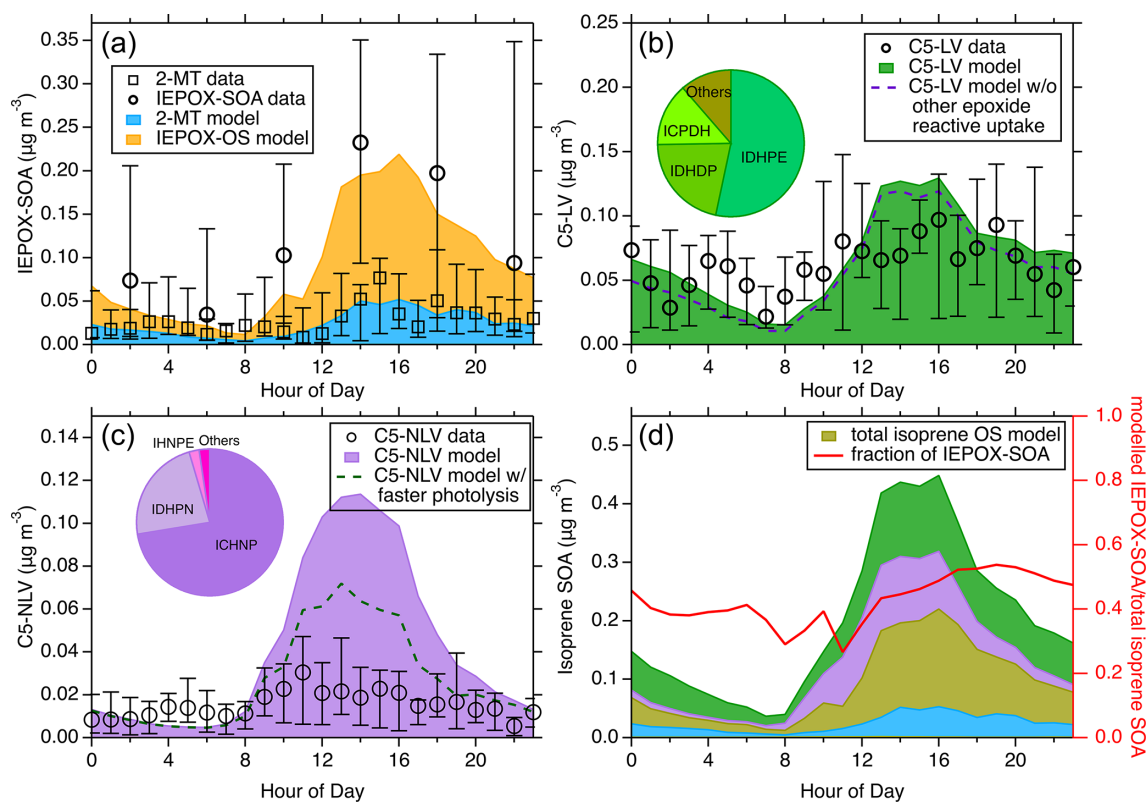 (a)
2-MT data
IEPOX-SOA data
2-MT model
IEPOX-OS model
IEPOX-SOA (µg m⁻³)
0.35
0.30
0.25
0.20
0.15
0.10
0.05
0.00
0 4 8 12 16 20
Hour of Day
(b)
C5-LV data
C5-LV model
C5-LV model w/o
other epoxide
reactive uptake
Others
ICPDH
IDHDP
IDHPE
C5-LV (µg m⁻³)
0.25
0.20
0.15
0.10
0.05
0.00
0 4 8 12 16 20
Hour of Day
(c)
C5-NLV data
C5-NLV model
C5-NLV model w/
faster photolysis
IHNPE Others
IDHPN
ICHNP
C5-NLV (µg m⁻³)
0.14
0.12
0.10
0.08
0.06
0.04
0.02
0.00
0 4 8 12 16 20
Hour of Day
(d)
total isoprene OS model
fraction of IEPOX-SOA
Isoprene SOA (µg m⁻³)
0.5
0.4
0.3
0.2
0.1
0.0
0 4 8 12 16 20
Hour of Day
1.0
0.8
0.6
0.4
0.2
0.0
modelled IEPOX-SOA/total isoprene SOA